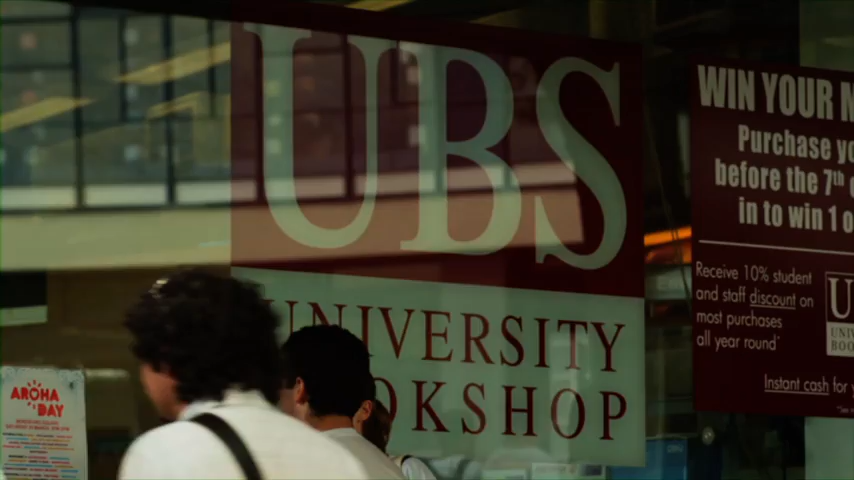 UBS
UNIVERSITY
OKSHOP
WIN YOUR
Purchase
before the 7th
in to win 1
Receive 10% student
and staff discount on
most purchases
all year round*
Instant cash for
AROHA
DAY